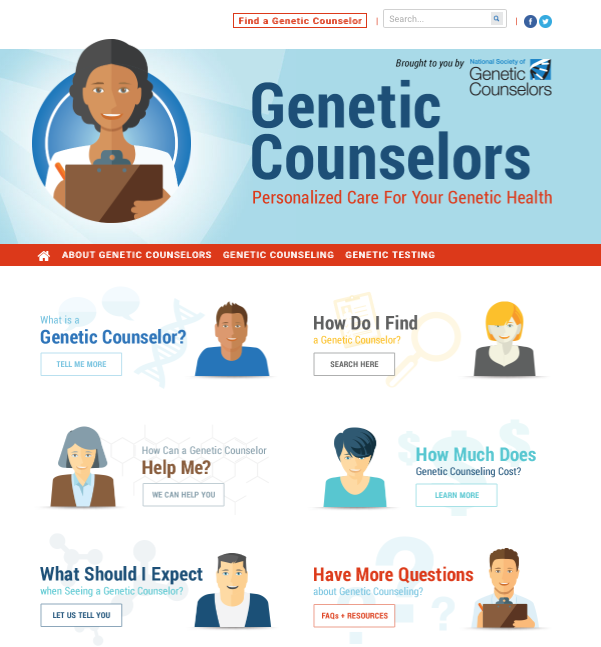 Find a Genetic Counselor | Search... |
Brought to you by
National Society of
Genetic
Counselors
Genetic
Counselors
Personalized Care For Your Genetic Health
ABOUT GENETIC COUNSELORS GENETIC COUNSELING GENETIC TESTING
What is a
Genetic Counselor?
TELL ME MORE
How Do I Find
a Genetic Counselor?
SEARCH HERE
How Can a Genetic Counselor
Help Me?
WE CAN HELP YOU
How Much Does
Genetic Counseling Cost?
LEARN MORE
What Should I Expect
when Seeing a Genetic Counselor?
LET US TELL YOU
Have More Questions
about Genetic Counseling?
FAQs + RESOURCES